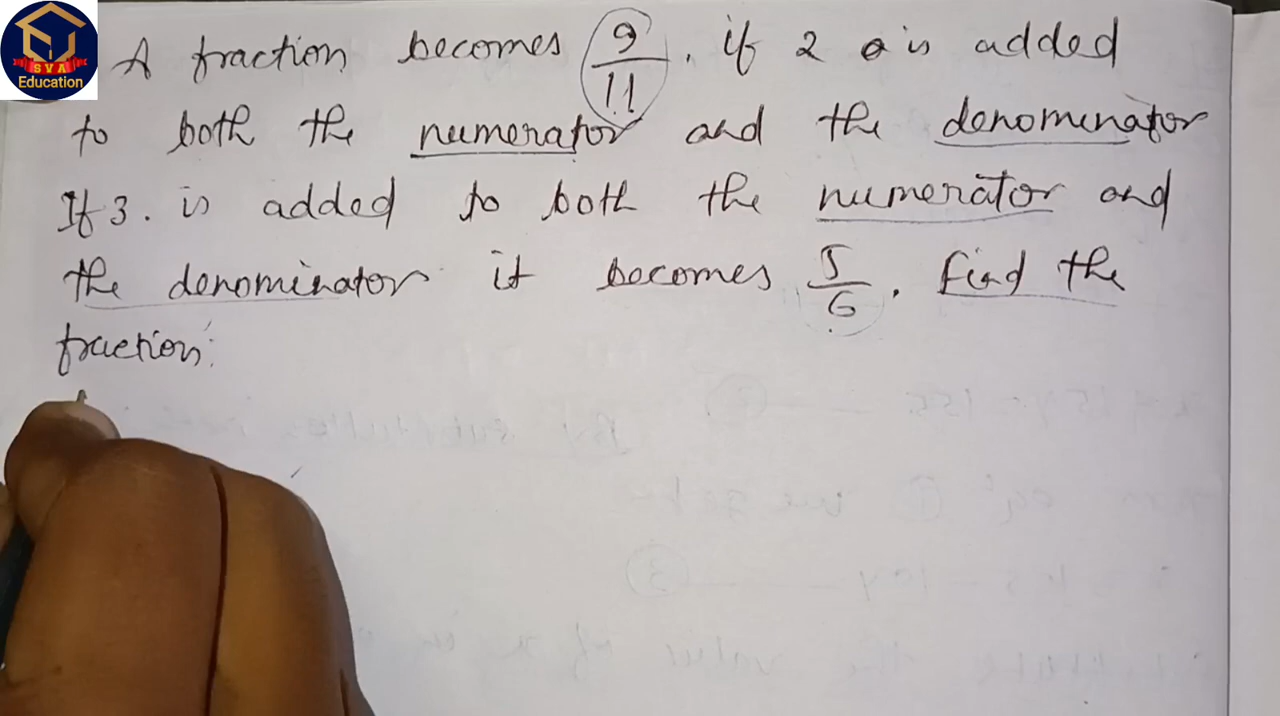 SVA
Education
A fraction becomes 9/11, if 2 is added
to both the numerator and the denominator
If 3. is added to both the numerator and
the denominator it becomes 5/6. Find the
fraction: